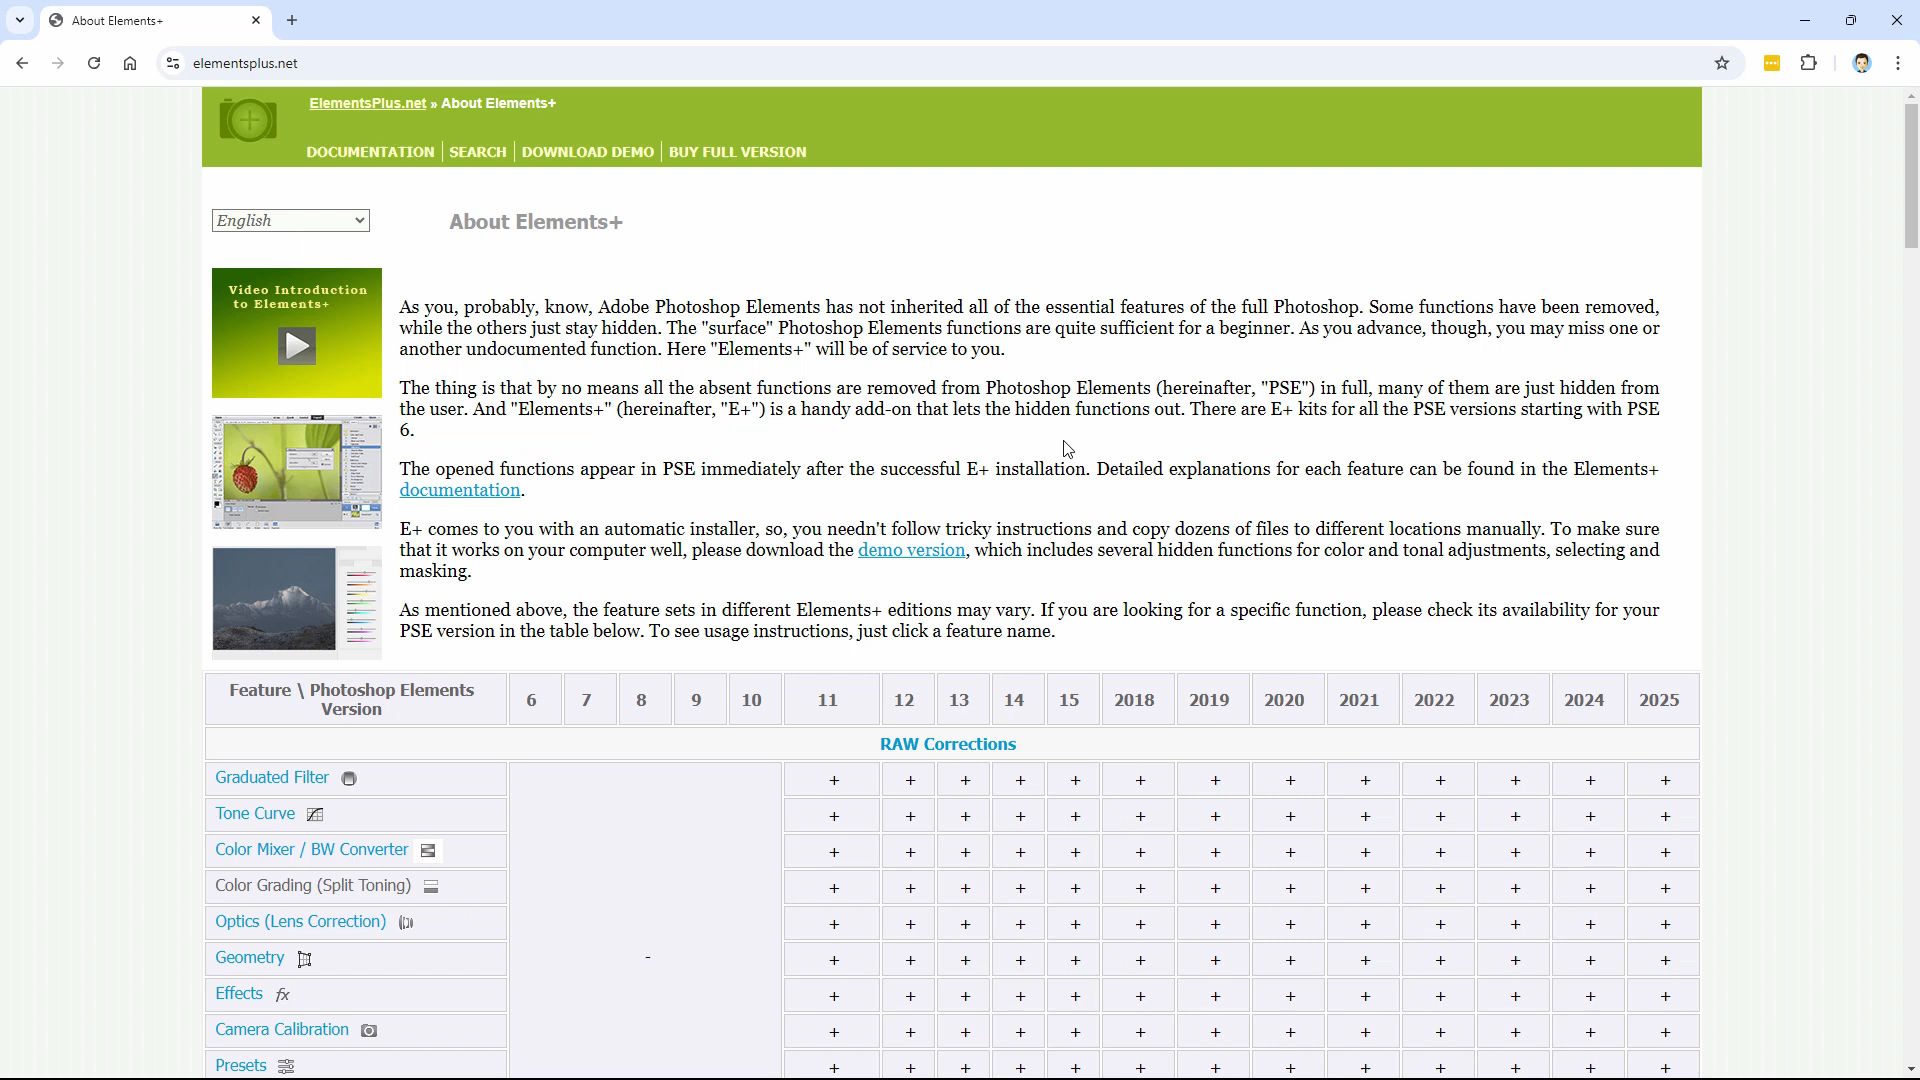 About Elements+
elementsplus.net
ElementsPlus.net » About Elements+
DOCUMENTATION
SEARCH
DOWNLOAD DEMO
BUY FULL VERSION
English
About Elements+
Video Introduction
to Elements+
As you, probably, know, Adobe Photoshop Elements has not inherited all of the essential features of the full Photoshop. Some functions have been removed,
while the others just stay hidden. The "surface" Photoshop Elements functions are quite sufficient for a beginner. As you advance, though, you may miss one or
another undocumented function. Here "Elements+" will be of service to you.
The thing is that by no means all the absent functions are removed from Photoshop Elements (hereinafter, "PSE") in full, many of them are just hidden from
the user. And "Elements+" (hereinafter, "E+") is a handy add-on that lets the hidden functions out. There are E+ kits for all the PSE versions starting with PSE
6.
The opened functions appear in PSE immediately after the successful E+ installation. Detailed explanations for each feature can be found in the Elements+
documentation.
E+ comes to you with an automatic installer, so, you needn't follow tricky instructions and copy dozens of files to different locations manually. To make sure
that it works on your computer well, please download the demo version, which includes several hidden functions for color and tonal adjustments, selecting and
masking.
As mentioned above, the feature sets in different Elements+ editions may vary. If you are looking for a specific function, please check its availability for your
PSE version in the table below. To see usage instructions, just click a feature name.
Feature \ Photoshop Elements
Version
6 7 8 9 10 11 12 13 14 15 2018 2019 2020 2021 2022 2023 2024 2025
RAW Corrections
Graduated Filter + + + + + + + + + + + + +
Tone Curve + + + + + + + + + + + + +
Color Mixer / BW Converter + + + + + + + + + + + + +
Color Grading (Split Toning) + + + + + + + + + + + + +
Optics (Lens Correction) + + + + + + + + + + + + +
Geometry - + + + + + + + + + + + + +
Effects fx + + + + + + + + + + + + +
Camera Calibration + + + + + + + + + + + + +
Presets + + + + + + + + + + + + +